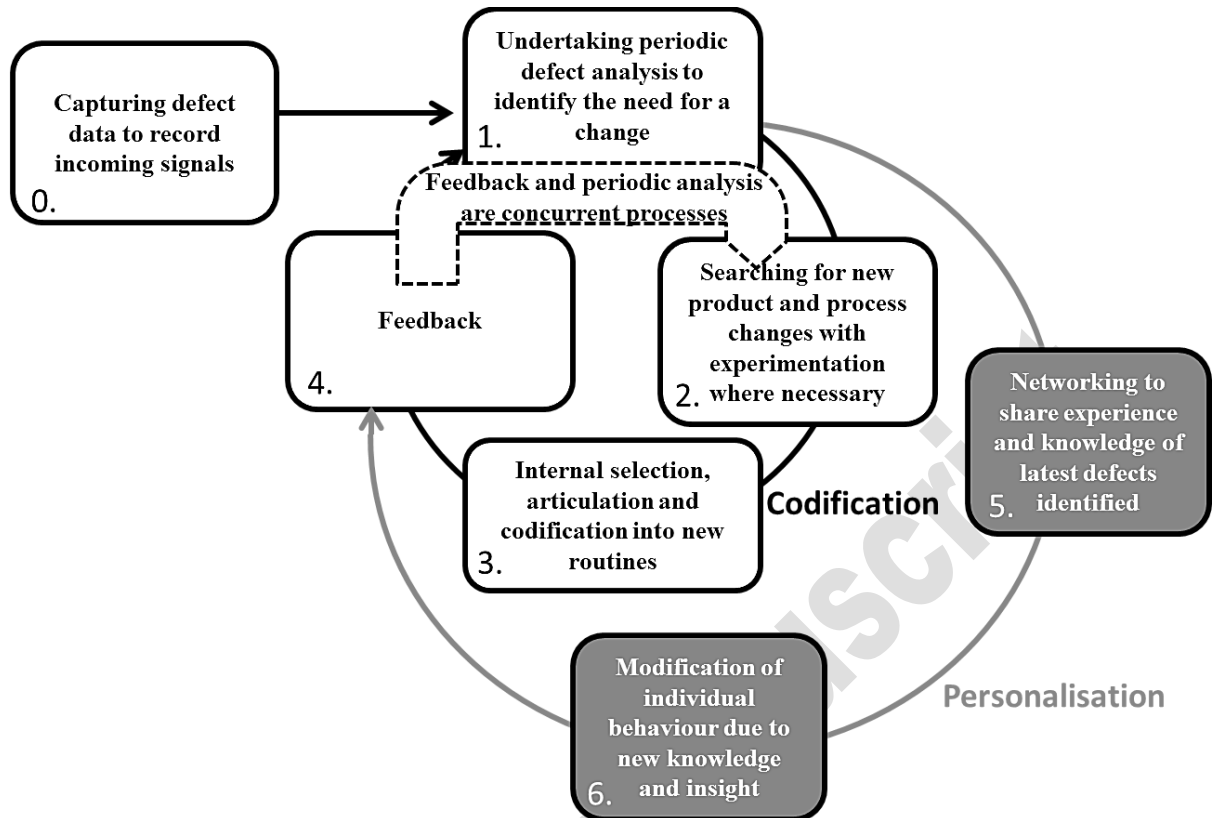 Capturing defect
data to record
incoming signals
0.
Undertaking periodic
defect analysis to
identify the need for a
change
1.
Feedback and periodic analysis
are concurrent processes
Searching for new
product and process
changes with
experimentation
where necessary
2.
Feedback
4.
Internal selection,
articulation and
codification into new
routines
3.
Codification
Networking to
share experience
and knowledge of
latest defects
identified
5.
Modification of
individual
behaviour due to
new knowledge
and insight
6.
Personalisation